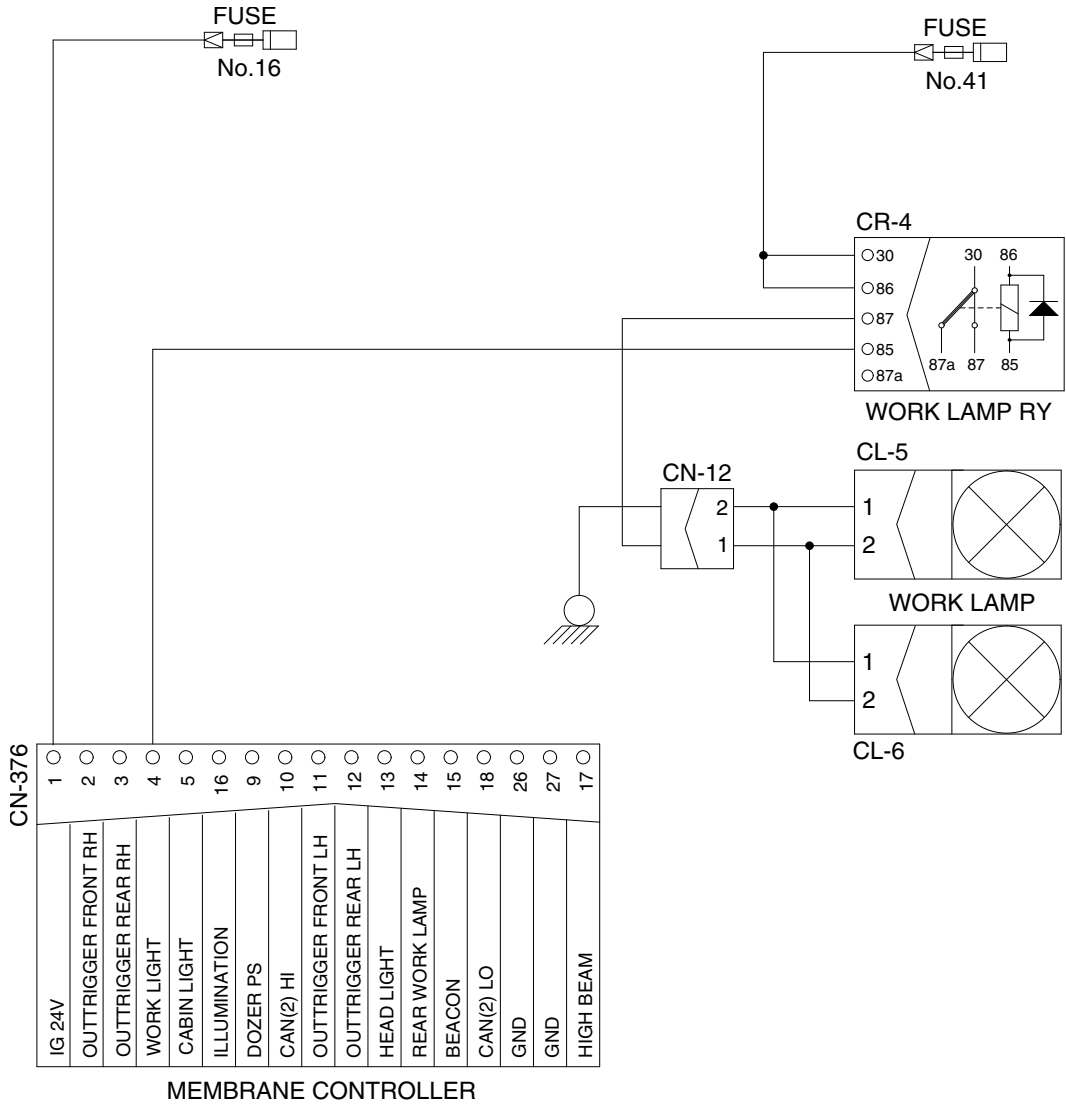 FUSE
No.16
FUSE
No.41
CR-4
30
86
87
85
87a
30 86
87a 87 85
WORK LAMP RY
CN-12
2
1
CL-5
1
2
WORK LAMP
1
2
CL-6
CN-376
1 2 3 4 5 16 9 10 11 12 13 14 15 18 26 27 17
IG 24V
OUTTRIGGER FRONT RH
OUTTRIGGER REAR RH
WORK LIGHT
CABIN LIGHT
ILLUMINATION
DOZER PS
CAN(2) HI
OUTTRIGGER FRONT LH
OUTTRIGGER REAR LH
HEAD LIGHT
REAR WORK LAMP
BEACON
CAN(2) LO
GND
GND
HIGH BEAM
MEMBRANE CONTROLLER